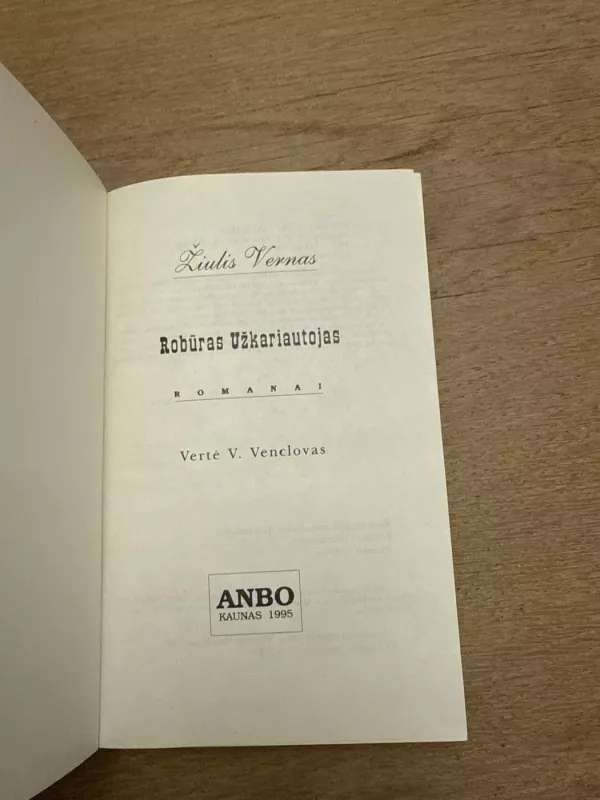 Žiulis Vernas
Robūras Užkariautojas
ROMANAI
Vertė V. Venclovas
ANBO
KAUNAS 1995